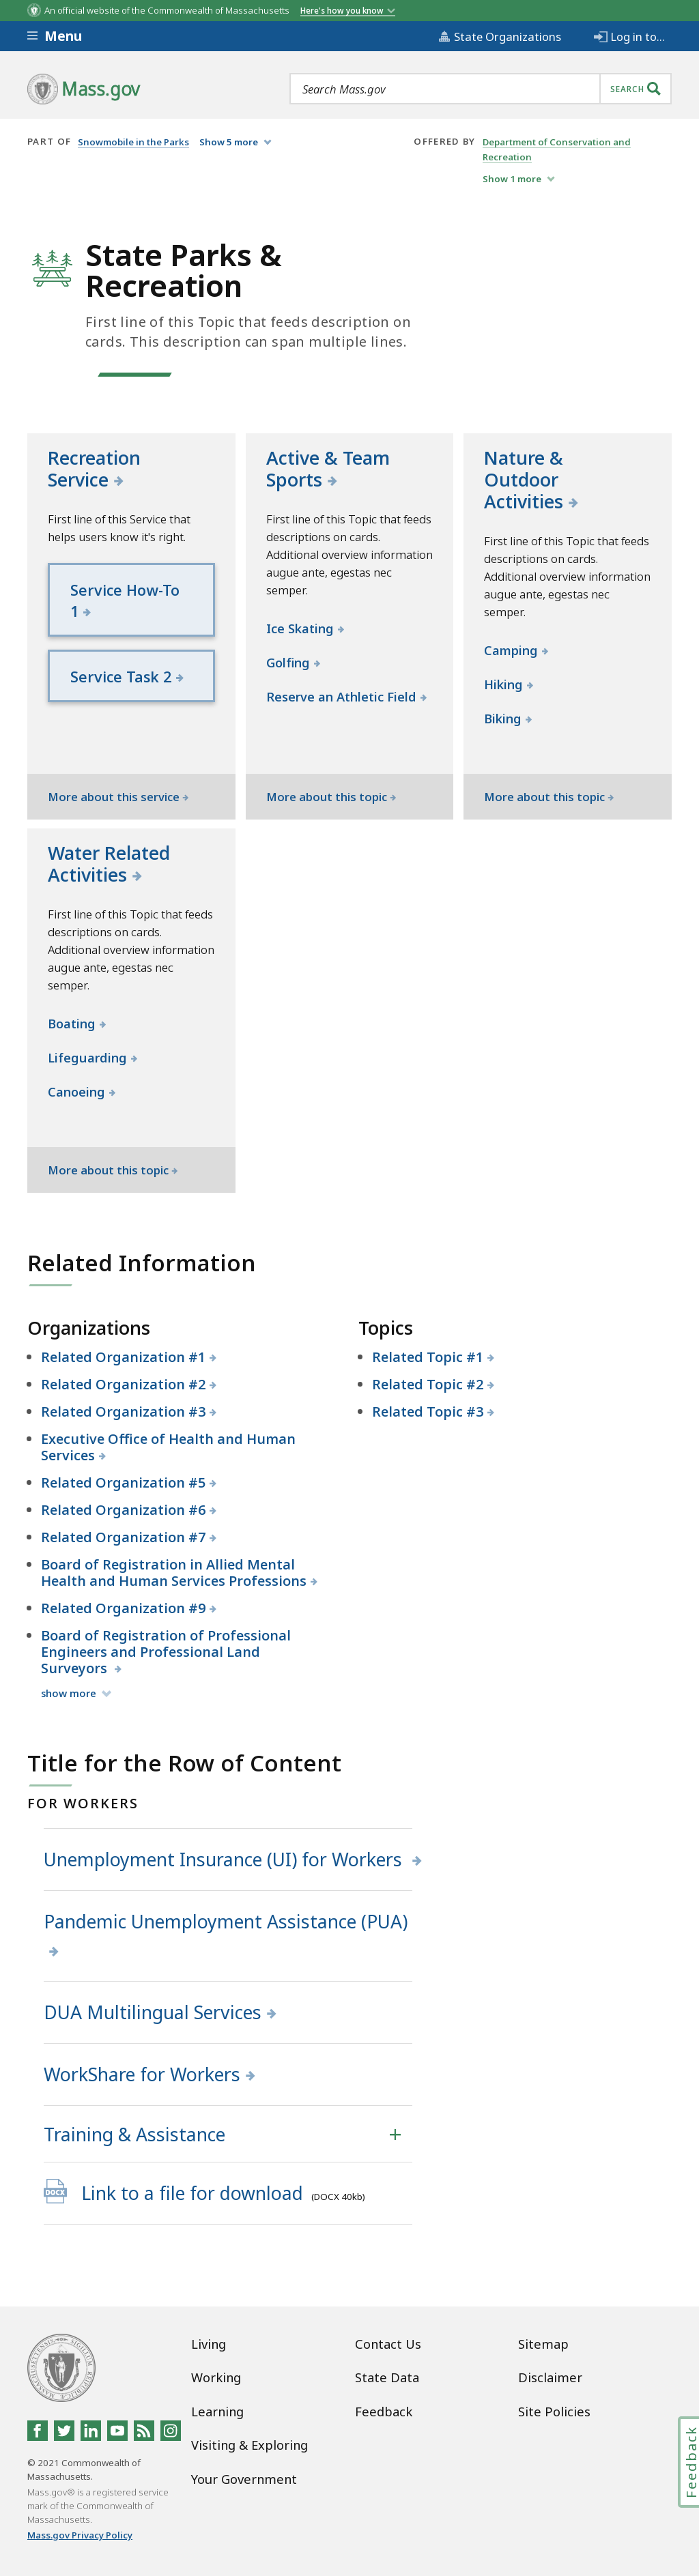 An official website of the Commonwealth of Massachusetts Here's how you know
Menu
State Organizations
Log in to...
Mass.gov
Search Mass.gov
SEARCH
PART OF Snowmobile in the Parks Show 5 more
OFFERED BY Department of Conservation and
Recreation
Show 1 more
State Parks &
Recreation
First line of this Topic that feeds description on
cards. This description can span multiple lines.
Recreation
Service
First line of this Service that
helps users know it's right.
Service How-To
1
Service Task 2
More about this service
Active & Team
Sports
First line of this Topic that feeds
descriptions on cards.
Additional overview information
augue ante, egestas nec
semper.
Ice Skating
Golfing
Reserve an Athletic Field
More about this topic
Nature &
Outdoor
Activities
First line of this Topic that feeds
descriptions on cards.
Additional overview information
augue ante, egestas nec
semper.
Camping
Hiking
Biking
More about this topic
Water Related
Activities
First line of this Topic that feeds
descriptions on cards.
Additional overview information
augue ante, egestas nec
semper.
Boating
Lifeguarding
Canoeing
More about this topic
Related Information
Organizations
Related Organization #1
Related Organization #2
Related Organization #3
Executive Office of Health and Human
Services
Related Organization #5
Related Organization #6
Related Organization #7
Board of Registration in Allied Mental
Health and Human Services Professions
Related Organization #9
Board of Registration of Professional
Engineers and Professional Land
Surveyors
show more
Topics
Related Topic #1
Related Topic #2
Related Topic #3
Title for the Row of Content
FOR WORKERS
Unemployment Insurance (UI) for Workers
Pandemic Unemployment Assistance (PUA)
DUA Multilingual Services
WorkShare for Workers
Training & Assistance
DOCX
Link to a file for download (DOCX 40kb)
Living
Working
Learning
Visiting & Exploring
Your Government
Contact Us
State Data
Feedback
Sitemap
Disclaimer
Site Policies
© 2021 Commonwealth of
Massachusetts.
Mass.gov® is a registered service
mark of the Commonwealth of
Massachusetts.
Mass.gov Privacy Policy
Feedback